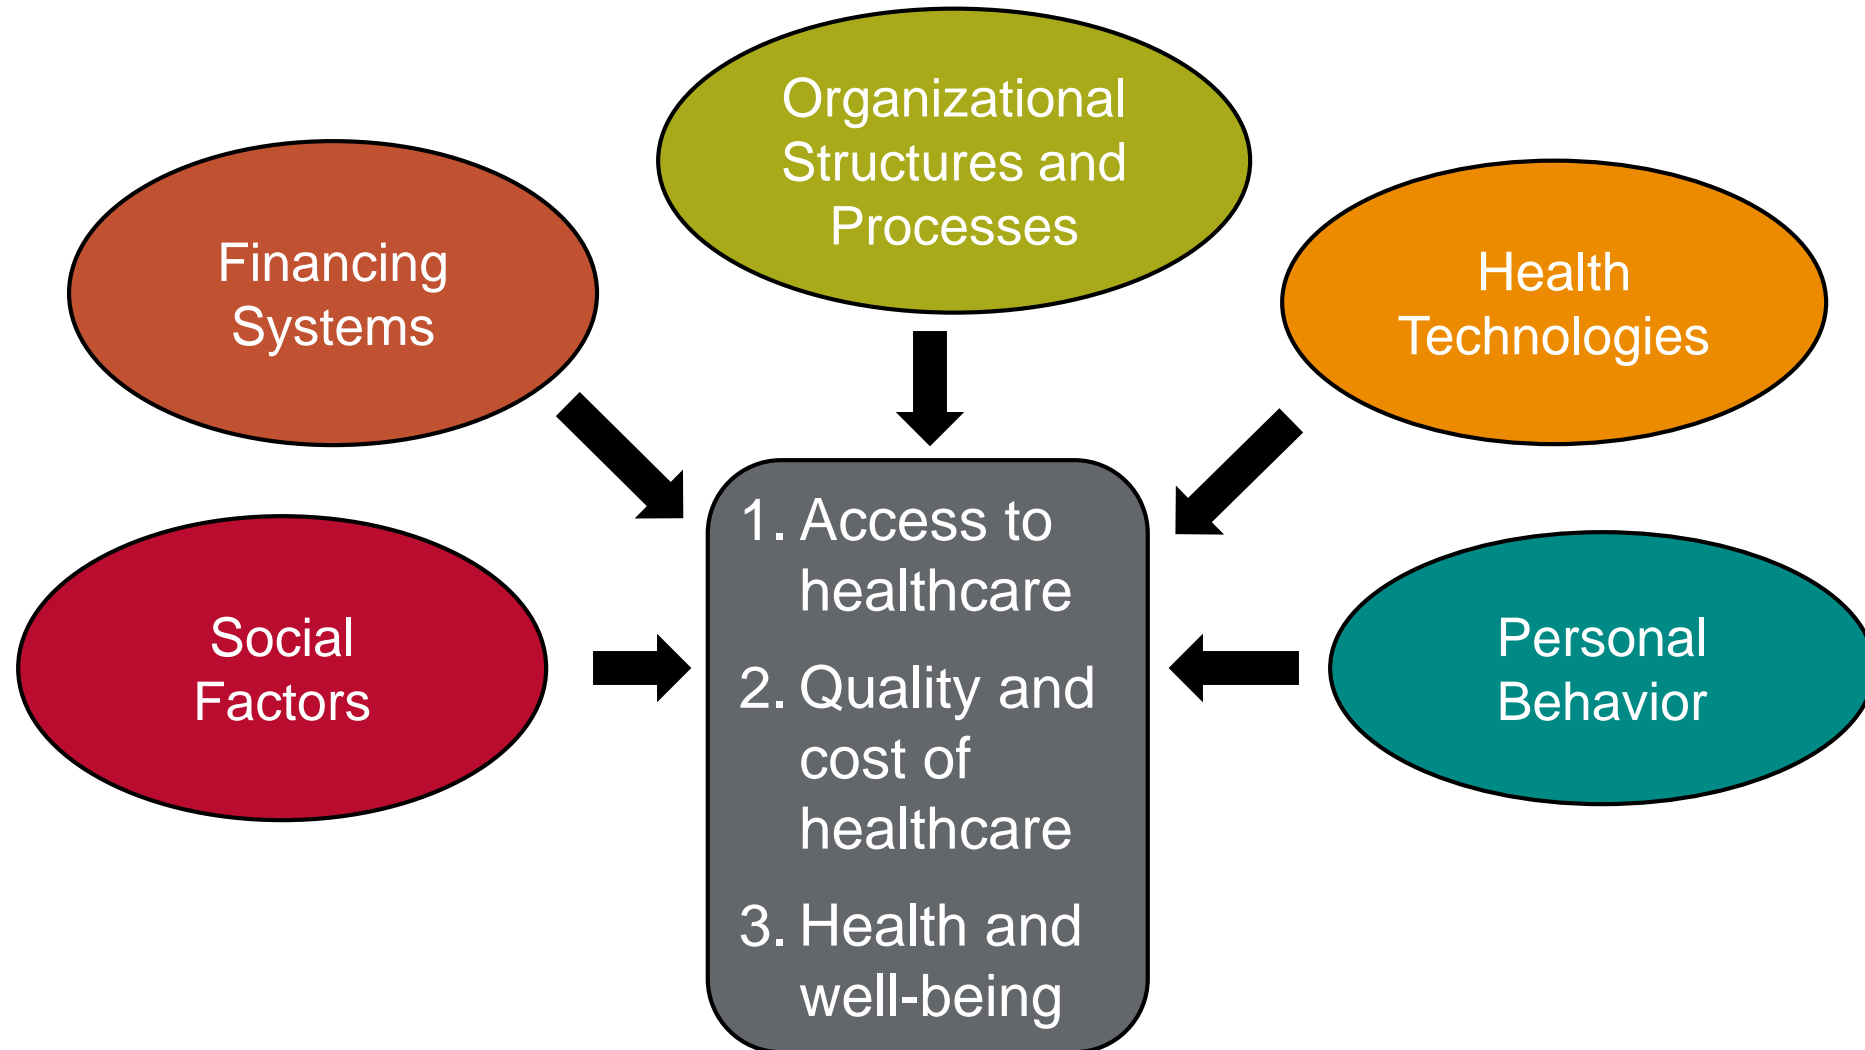 Organizational
Structures and
Processes
Financing
Systems
Health
Technologies
Social
Factors
1. Access to
healthcare
2. Quality and
cost of
healthcare
3. Health and
well-being
Personal
Behavior